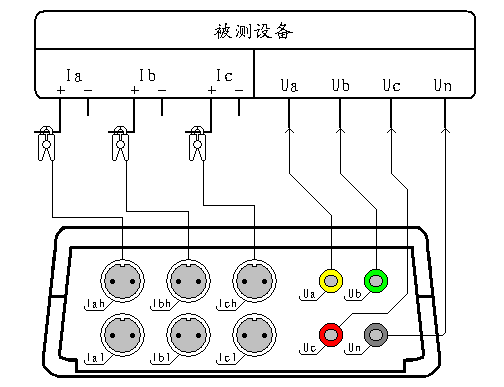 被测设备
Ia Ib Ic Ua Ub Uc Un
+ - + - + -
Iah Ibh Ich Ua Ub
Ial Ibl Icl Uc Un